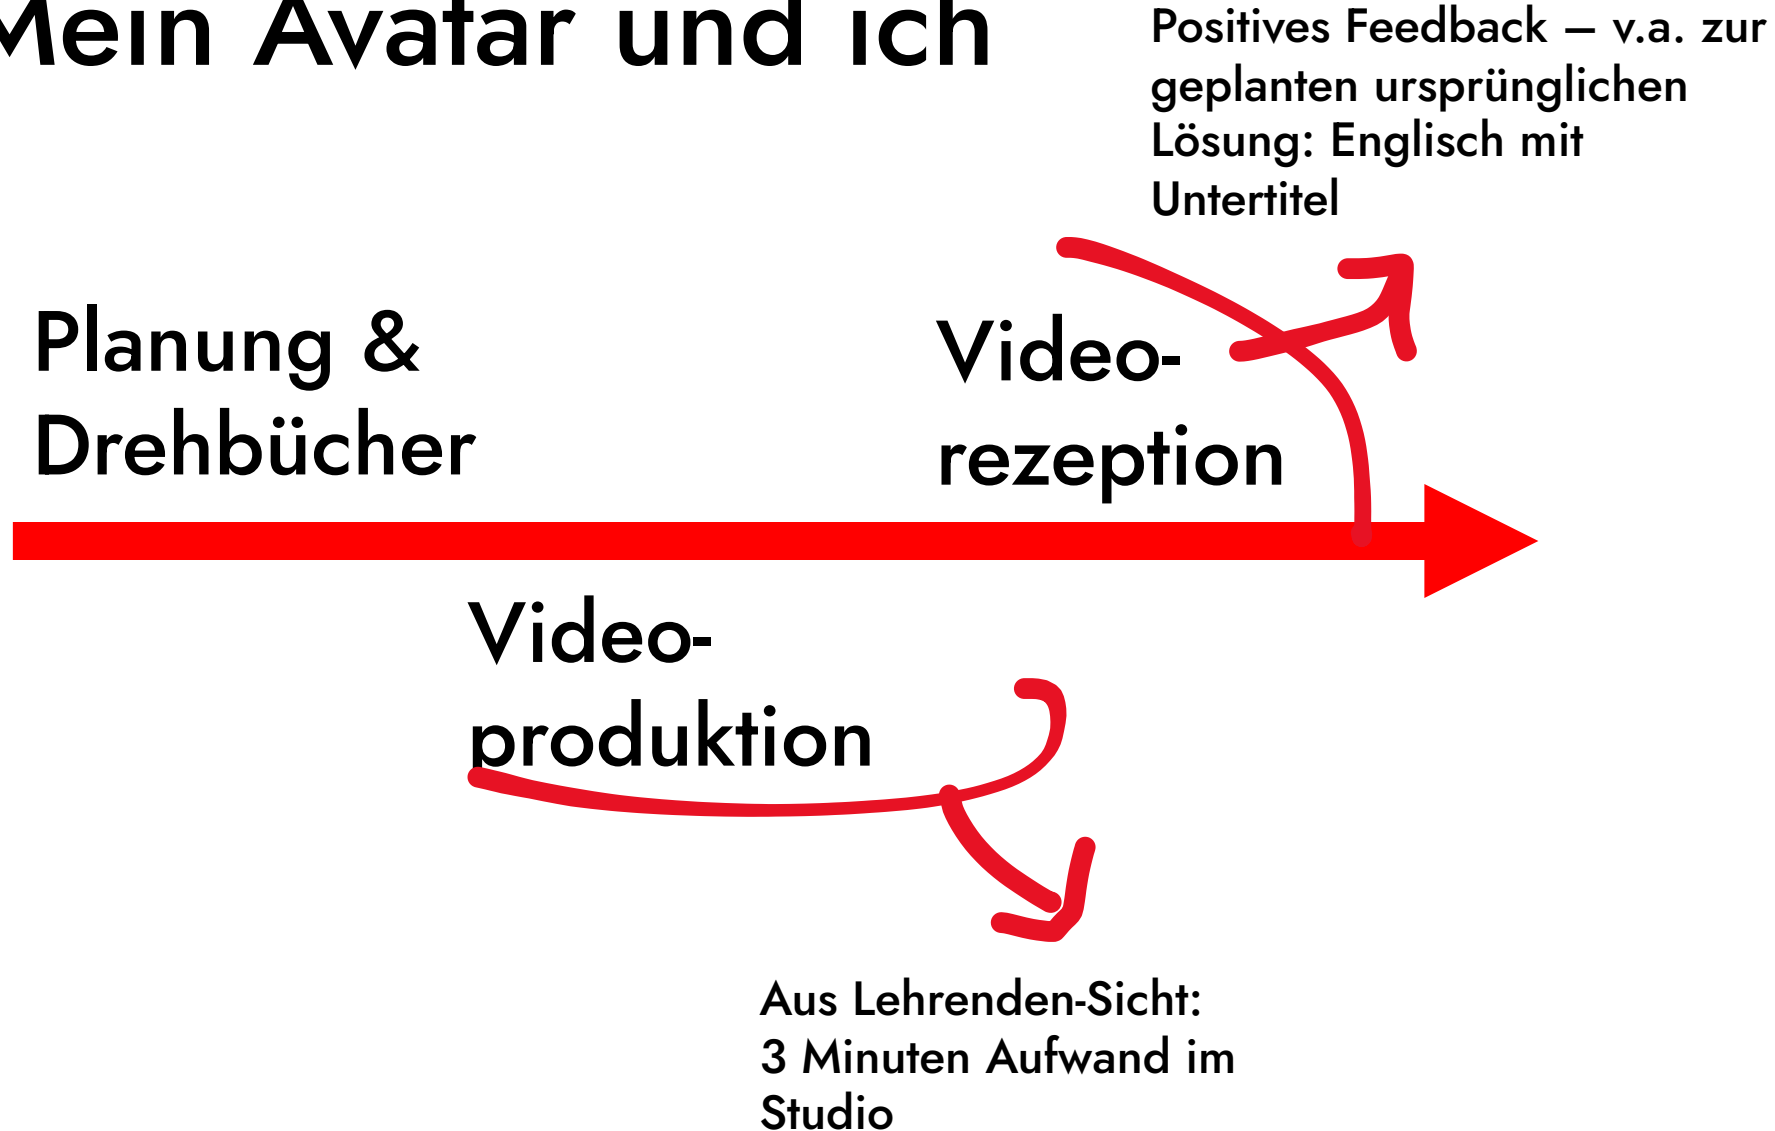 Mein Avatar und ich
Positives Feedback – v.a. zur
geplanten ursprünglichen
Lösung: Englisch mit
Untertitel
Planung &
Drehbücher
Video-
rezeption
Video-
produktion
Aus Lehrenden-Sicht:
3 Minuten Aufwand im
Studio